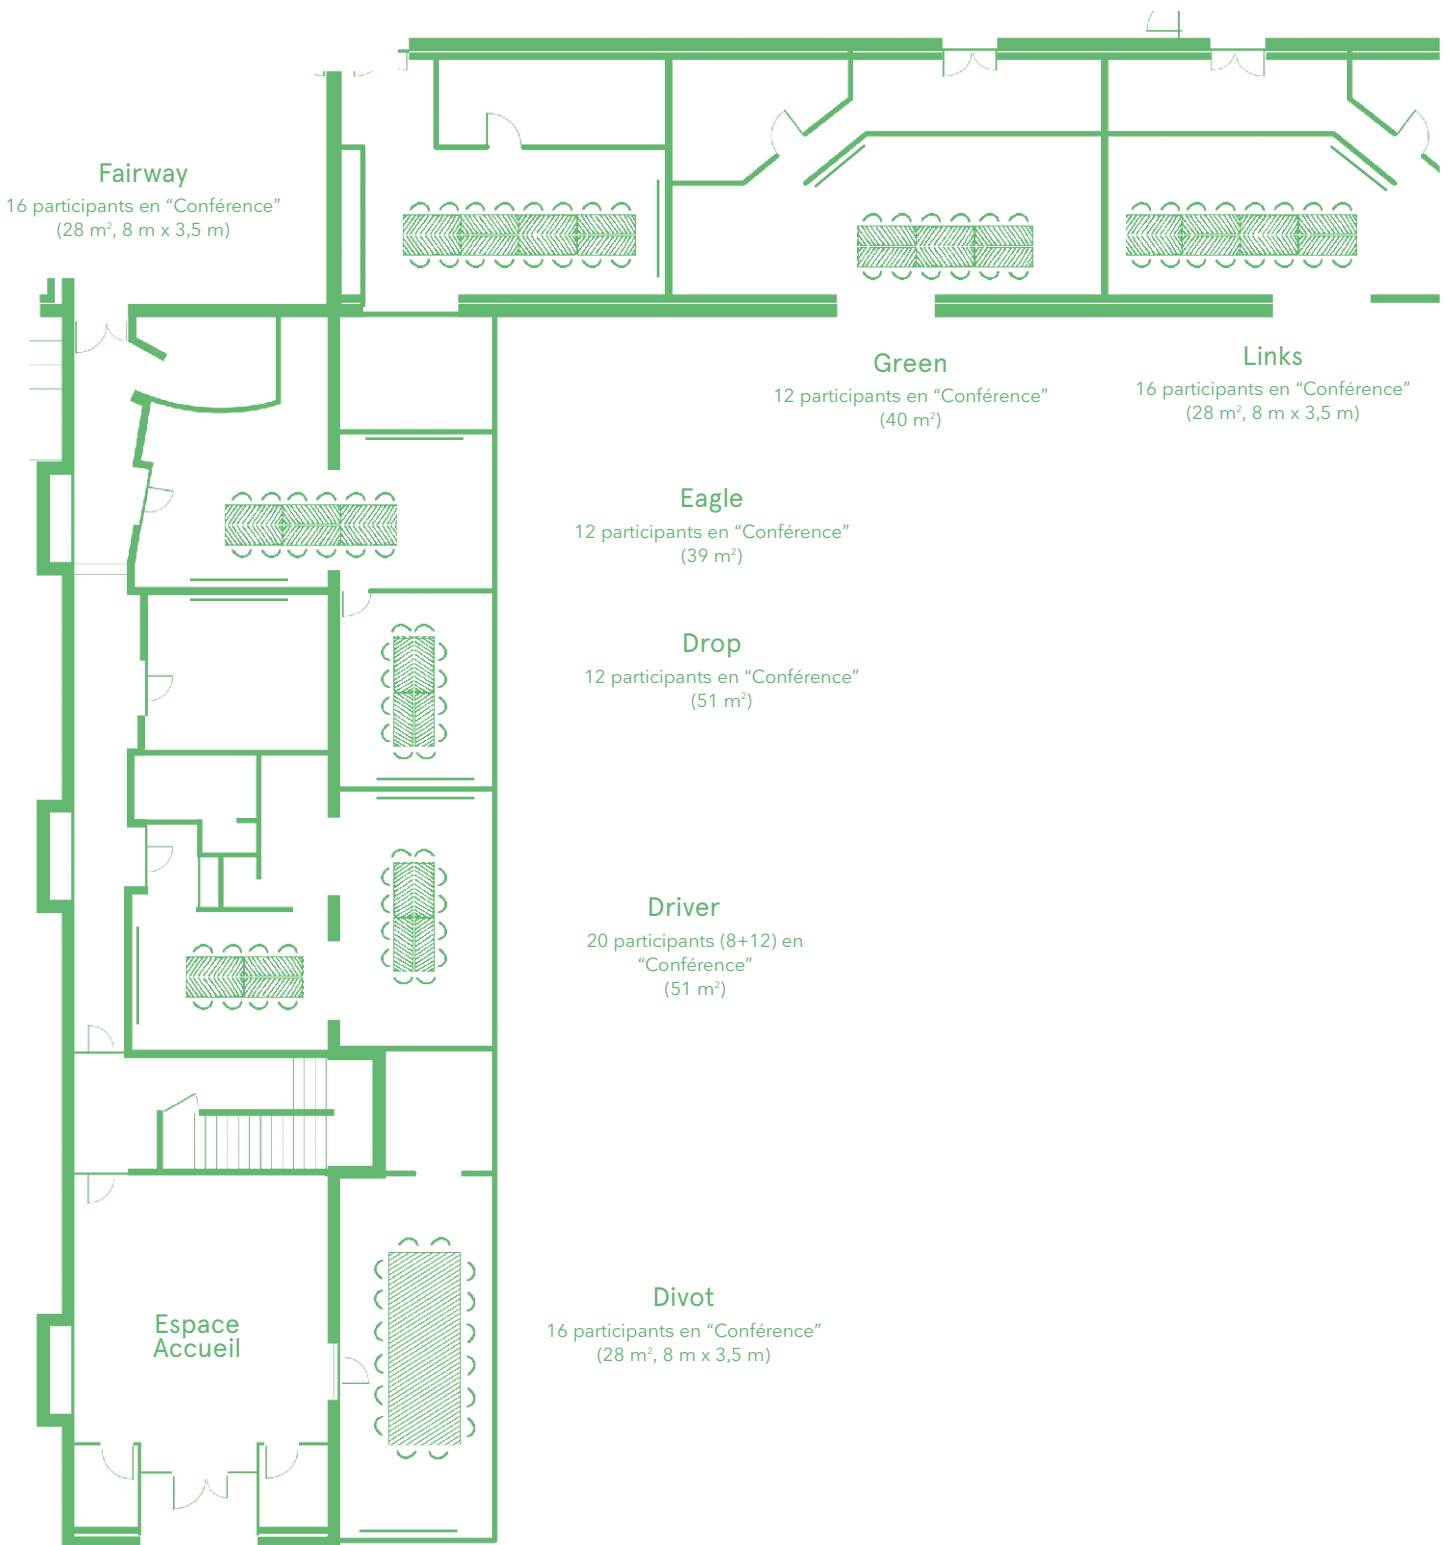 Fairway
16 participants en “Conférence”
(28 m², 8 m x 3,5 m)
Green
12 participants en “Conférence”
(40 m²)
Links
16 participants en “Conférence”
(28 m², 8 m x 3,5 m)
Eagle
12 participants en “Conférence”
(39 m²)
Drop
12 participants en “Conférence”
(51 m²)
Driver
20 participants (8+12) en
“Conférence”
(51 m²)
Divot
16 participants en “Conférence”
(28 m², 8 m x 3,5 m)
Espace
Accueil